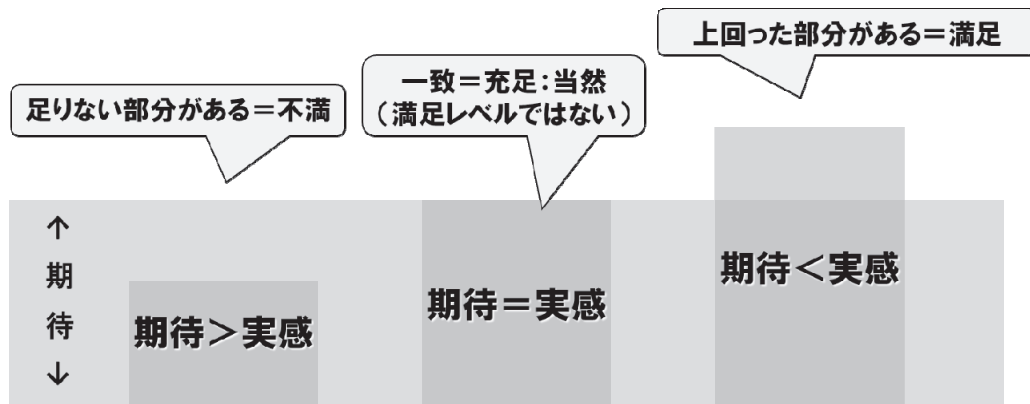 上回った部分がある＝満足
一致＝充足：当然
（満足レベルではない）
足りない部分がある＝不満
↑
期
待
↓
期待＞実感
期待＝実感
期待＜実感